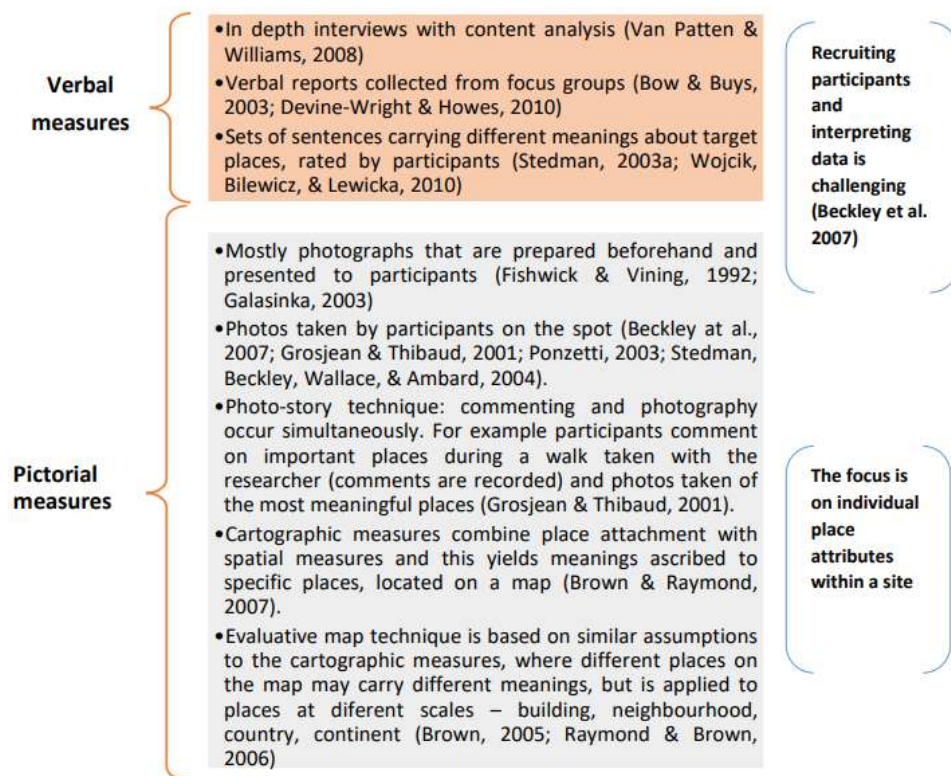 Verbal
measures
•In depth interviews with content analysis (Van Patten &
Williams, 2008)
•Verbal reports collected from focus groups (Bow & Buys,
2003; Devine-Wright & Howes, 2010)
•Sets of sentences carrying different meanings about target
places, rated by participants (Stedman, 2003a; Wojcik,
Bilewicz, & Lewicka, 2010)
Recruiting
participants
and
interpreting
data is
challenging
(Beckley et al.
2007)
Pictorial
measures
•Mostly photographs that are prepared beforehand and
presented to participants (Fishwick & Vining, 1992;
Galasinka, 2003)
•Photos taken by participants on the spot (Beckley at al.,
2007; Grosjean & Thibaud, 2001; Ponzetti, 2003; Stedman,
Beckley, Wallace, & Ambard, 2004).
•Photo-story technique: commenting and photography
occur simultaneously. For example participants comment
on important places during a walk taken with the
researcher (comments are recorded) and photos taken of
the most meaningful places (Grosjean & Thibaud, 2001).
•Cartographic measures combine place attachment with
spatial measures and this yields meanings ascribed to
specific places, located on a map (Brown & Raymond,
2007).
•Evaluative map technique is based on similar assumptions
to the cartographic measures, where different places on
the map may carry different meanings, but is applied to
places at diferent scales – building, neighbourhood,
country, continent (Brown, 2005; Raymond & Brown,
2006)
The focus is
on individual
place
attributes
within a site